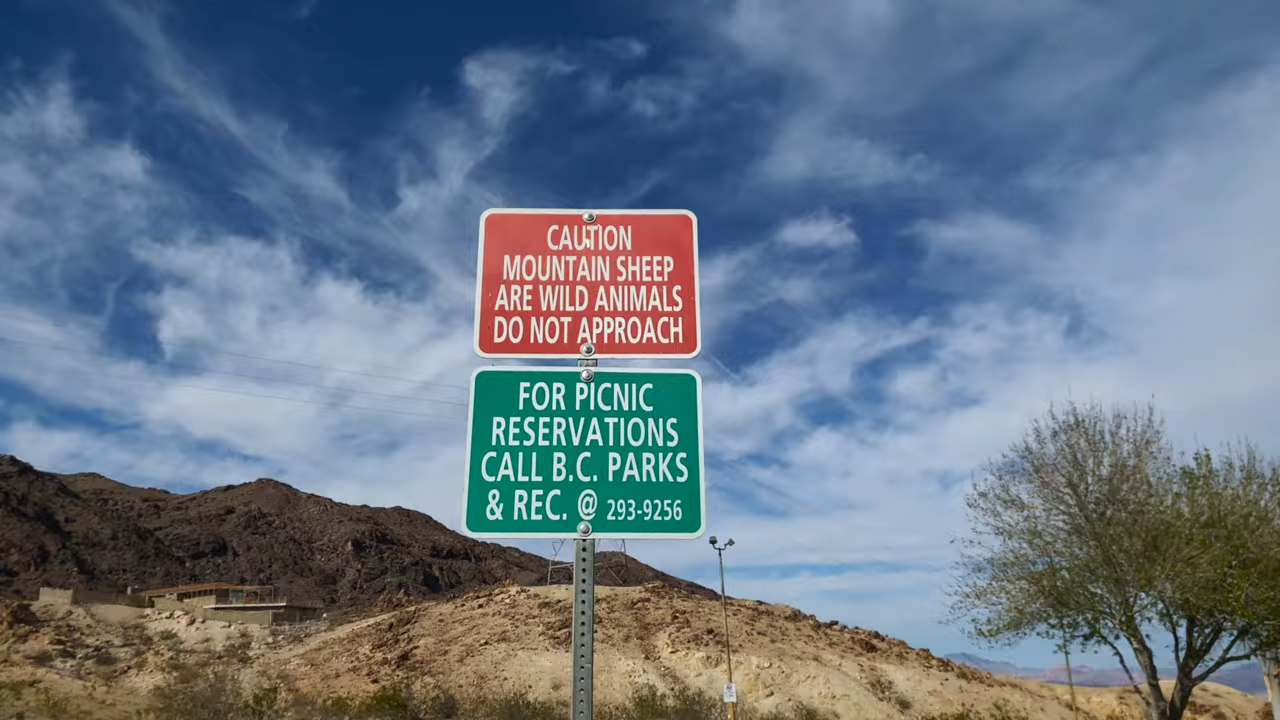 CAUTION
MOUNTAIN SHEEP
ARE WILD ANIMALS
DO NOT APPROACH
FOR PICNIC
RESERVATIONS
CALL B.C. PARKS
& REC. @ 293-9256